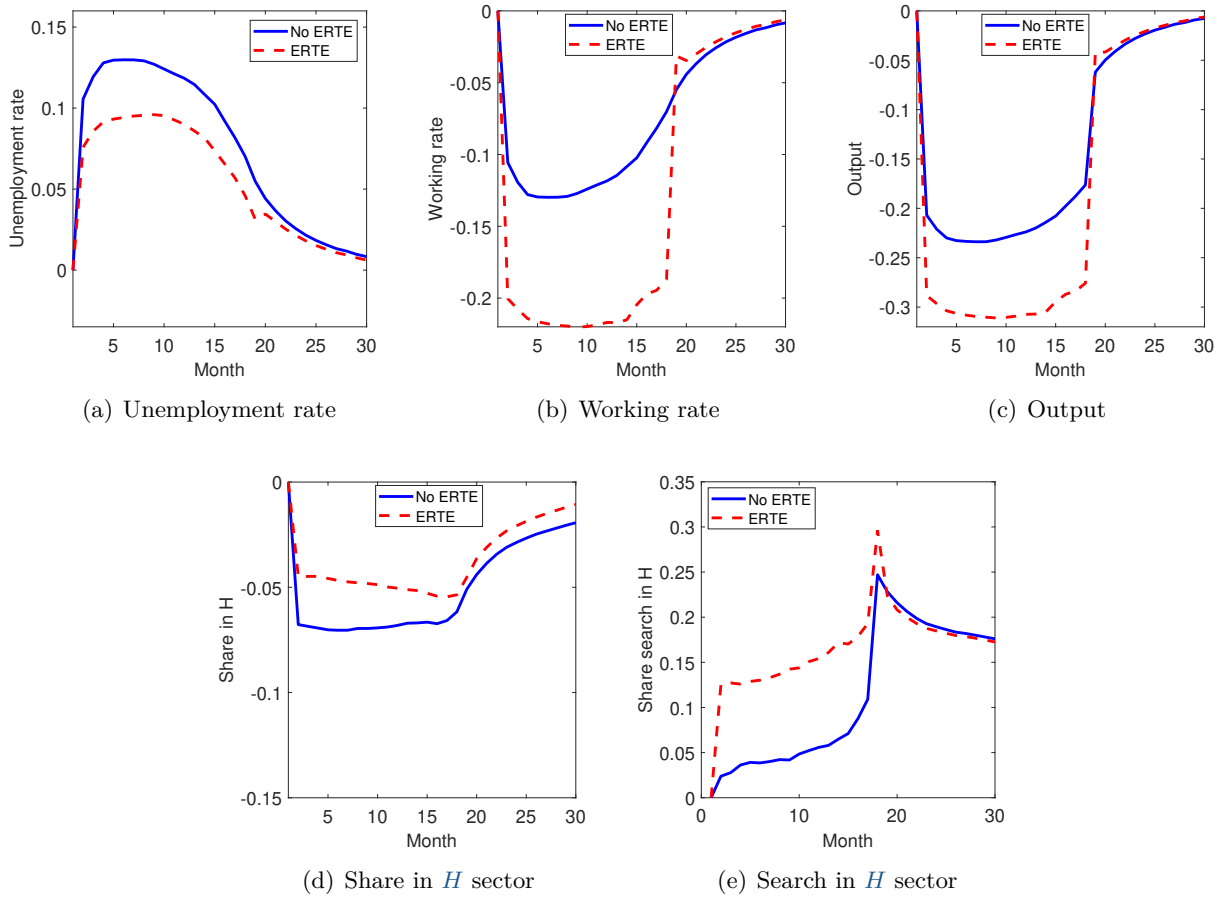 0.15
0.1
0.05
0
Unemployment rate
No ERTE
ERTE
5 10 15 20 25 30
Month
(a) Unemployment rate
0
-0.05
-0.1
-0.15
-0.2
Working rate
No ERTE
ERTE
5 10 15 20 25 30
Month
(b) Working rate
0
-0.05
-0.1
-0.15
-0.2
-0.25
-0.3
Output
No ERTE
ERTE
5 10 15 20 25 30
Month
(c) Output
0
-0.05
-0.1
-0.15
Share in H
No ERTE
ERTE
5 10 15 20 25 30
Month
(d) Share in H sector
0.35
0.3
0.25
0.2
0.15
0.1
0.05
0
Share search in H
No ERTE
ERTE
0 10 20 30
Month
(e) Search in H sector